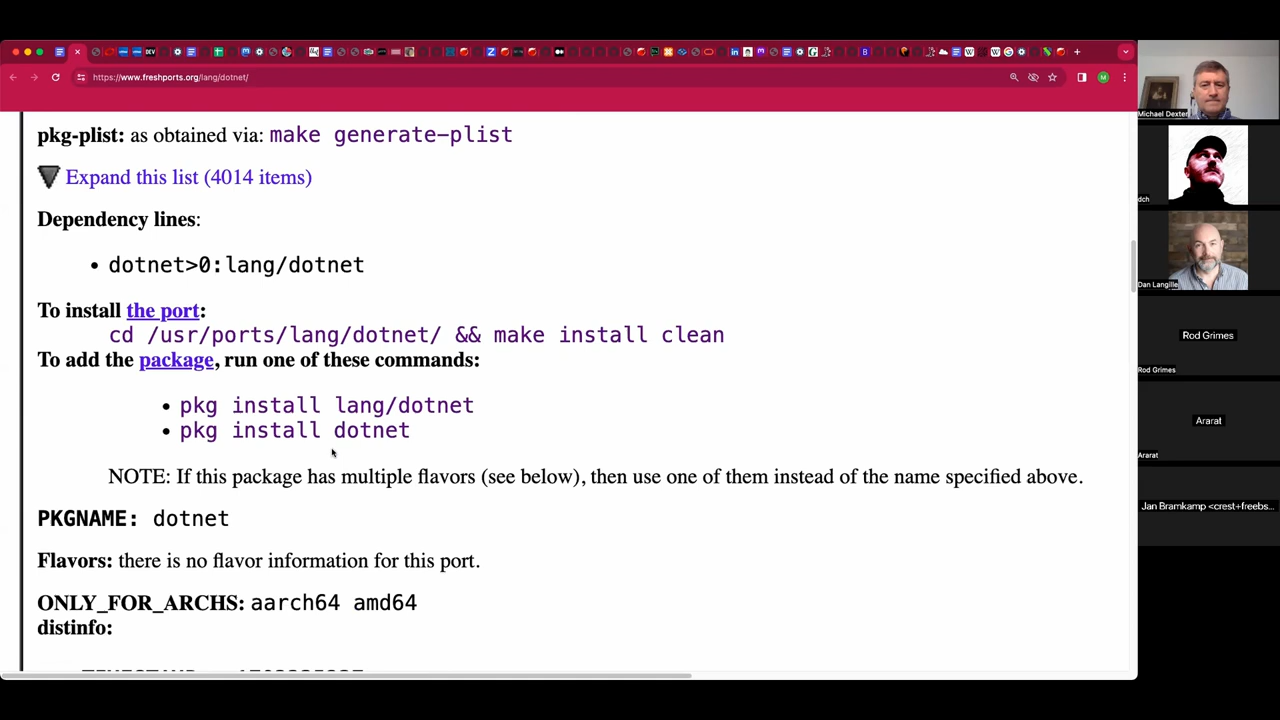 https://www.freshports.org/lang/dotnet/
pkg-plist: as obtained via: make generate-plist
Expand this list (4014 items)
Dependency lines:
• dotnet>0:lang/dotnet
To install the port:
cd /usr/ports/lang/dotnet/ && make install clean
To add the package, run one of these commands:
• pkg install lang/dotnet
• pkg install dotnet
NOTE: If this package has multiple flavors (see below), then use one of them instead of the name specified above.
PKGNAME: dotnet
Flavors: there is no flavor information for this port.
ONLY_FOR_ARCHS: aarch64 amd64
distinfo:
Michael Dexter
dch
Dan Langille
Rod Grimes
Rod Grimes
Ararat
Ararat
Jan Bramkamp <crest+freebs...